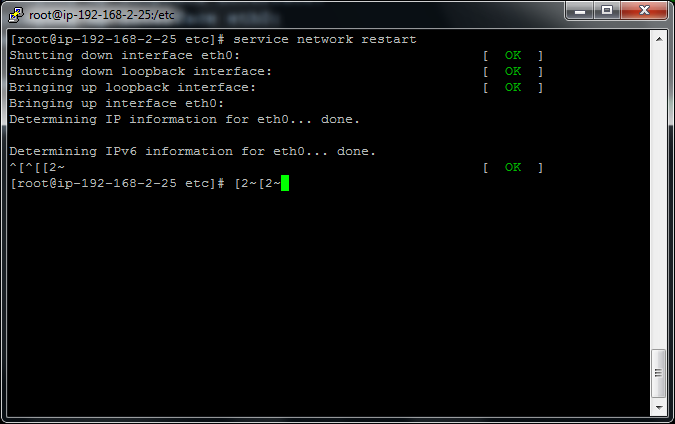 root@ip-192-168-2-25:/etc
[root@ip-192-168-2-25 etc]# service network restart
Shutting down interface eth0: [ OK ]
Shutting down loopback interface: [ OK ]
Bringing up loopback interface: [ OK ]
Bringing up interface eth0:
Determining IP information for eth0... done.
Determining IPv6 information for eth0... done.
^[^[[2~ [ OK ]
[root@ip-192-168-2-25 etc]# [2~[2~